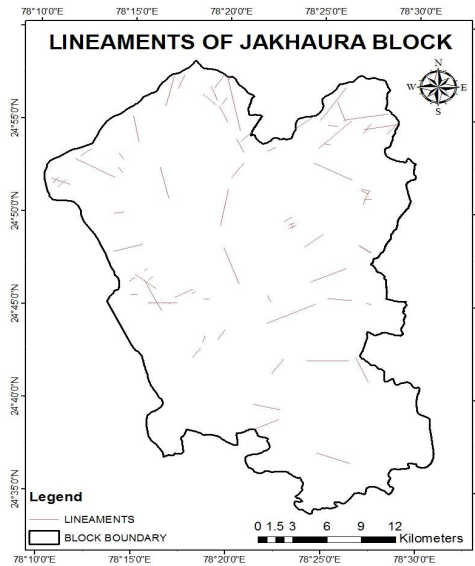 78°10'0"E 78°15'0"E 78°20'0"E 78°25'0"E 78°30'0"E
LINEAMENTS OF JAKHAURA BLOCK
N
W E
S
24°55'0"N
24°50'0"N
24°45'0"N
24°40'0"N
24°35'0"N
Legend
LINEAMENTS
BLOCK BOUNDARY
0 1.5 3 6 9 12
Kilometers
78°10'0"E 78°15'0"E 78°20'0"E 78°25'0"E 78°30'0"E